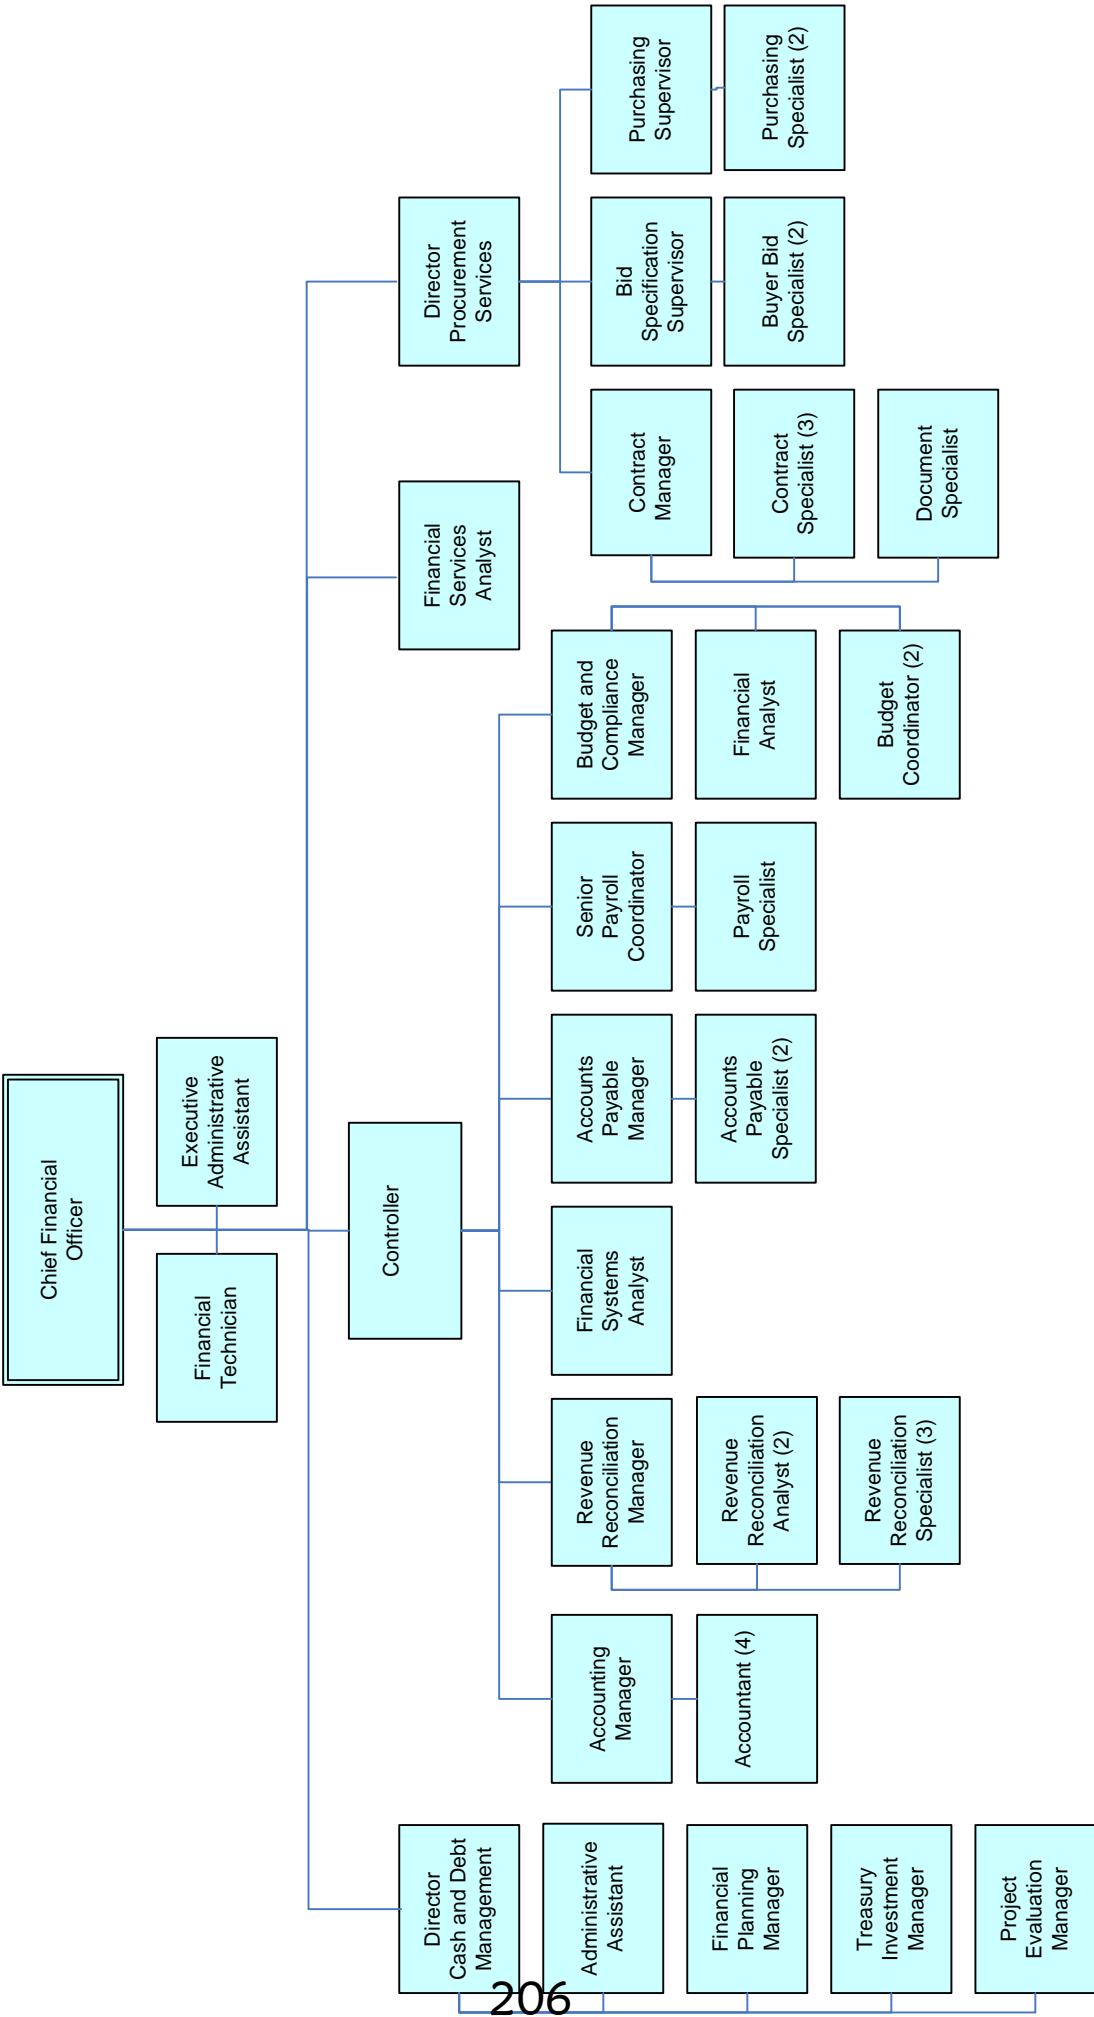 Chief Financial
Officer
Financial
Technician
Executive
Administrative
Assistant
Controller
Director
Cash and Debt
Management
Administrative
Assistant
Financial
Planning
Manager
Treasury
Investment
Manager
Project
Evaluation
Manager
Accounting
Manager
Accountant (4)
Revenue
Reconciliation
Manager
Revenue
Reconciliation
Analyst (2)
Revenue
Reconciliation
Specialist (3)
Financial
Systems
Analyst
Accounts
Payable
Manager
Accounts
Payable
Specialist (2)
Senior
Payroll
Coordinator
Payroll
Specialist
Budget and
Compliance
Manager
Financial
Analyst
Budget
Coordinator (2)
Financial
Services
Analyst
Director
Procurement
Services
Contract
Manager
Contract
Specialist (3)
Document
Specialist
Bid
Specification
Supervisor
Buyer Bid
Specialist (2)
Purchasing
Supervisor
Purchasing
Specialist (2)
206